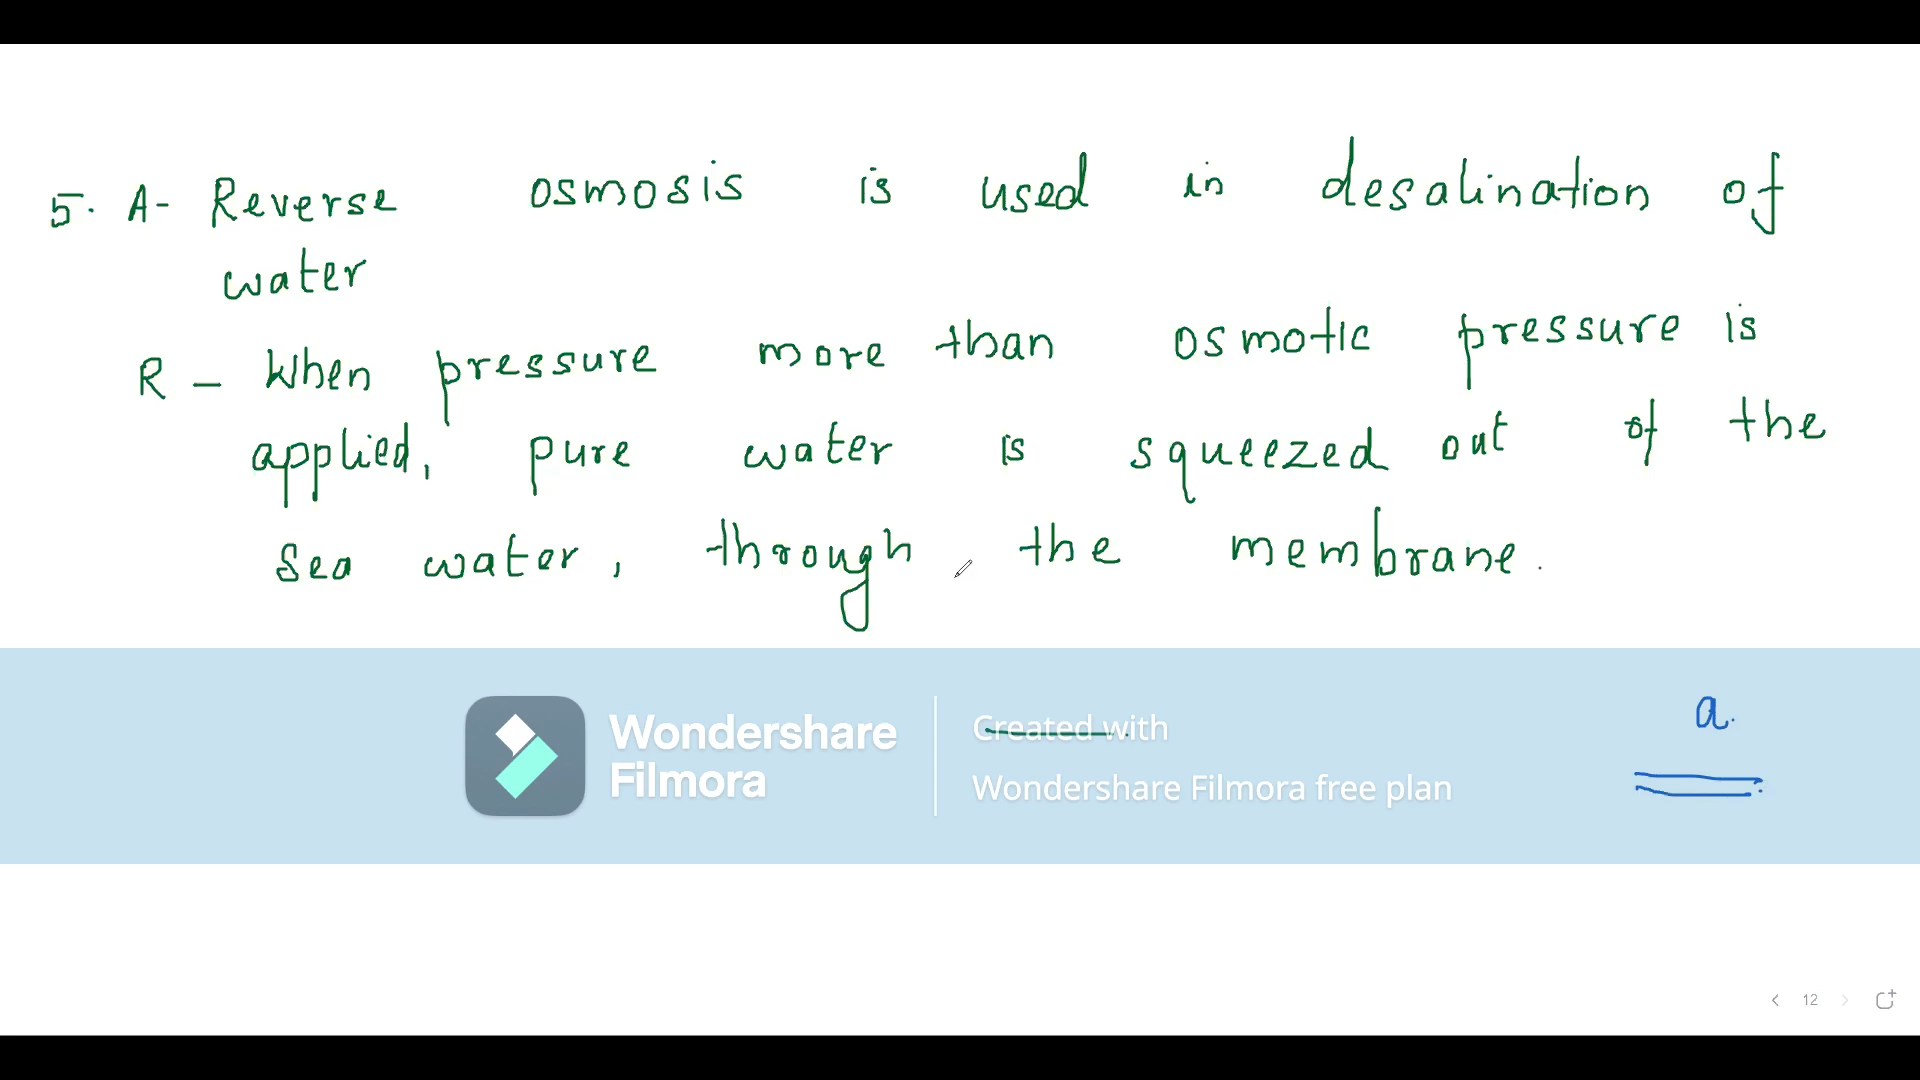 5. A- Reverse osmosis is used in desalination of
water
R - When pressure more than osmotic pressure is
applied, pure water is squeezed out of the
Sea water, through the membrane.
Wondershare
Filmora
Created with
Wondershare Filmora free plan
a.
12